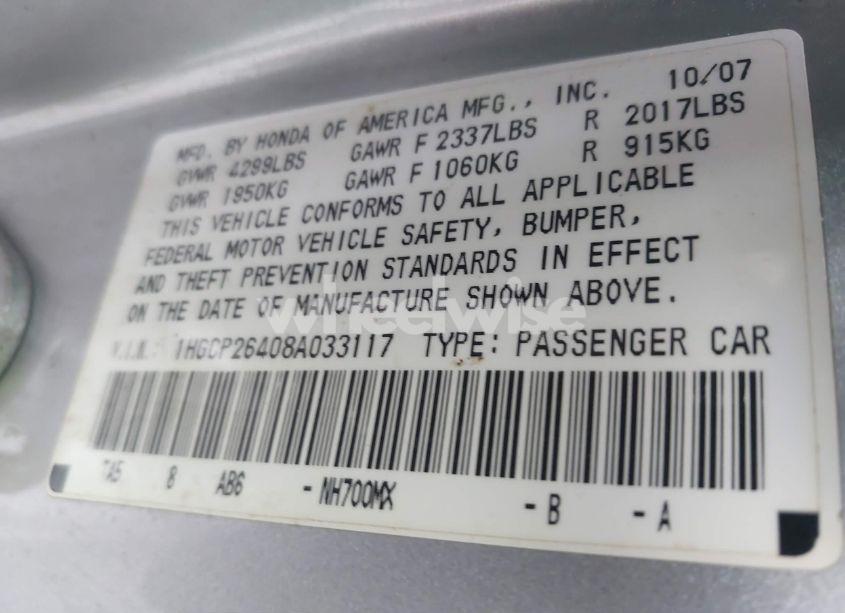 MFD. BY HONDA OF AMERICA MFG., INC. 10/07
GVWR 4299LBS GAWR F 2337LBS R 2017LBS
GVWR 1950KG GAWR F 1060KG R 915KG
THIS VEHICLE CONFORMS TO ALL APPLICABLE
FEDERAL MOTOR VEHICLE SAFETY, BUMPER,
AND THEFT PREVENTION STANDARDS IN EFFECT
ON THE DATE OF MANUFACTURE SHOWN ABOVE.
wheelwise
V.I.N.: 1HGCP26408A033117 TYPE: PASSENGER CAR
TA5 8 AB6 -NH700MX -B -A